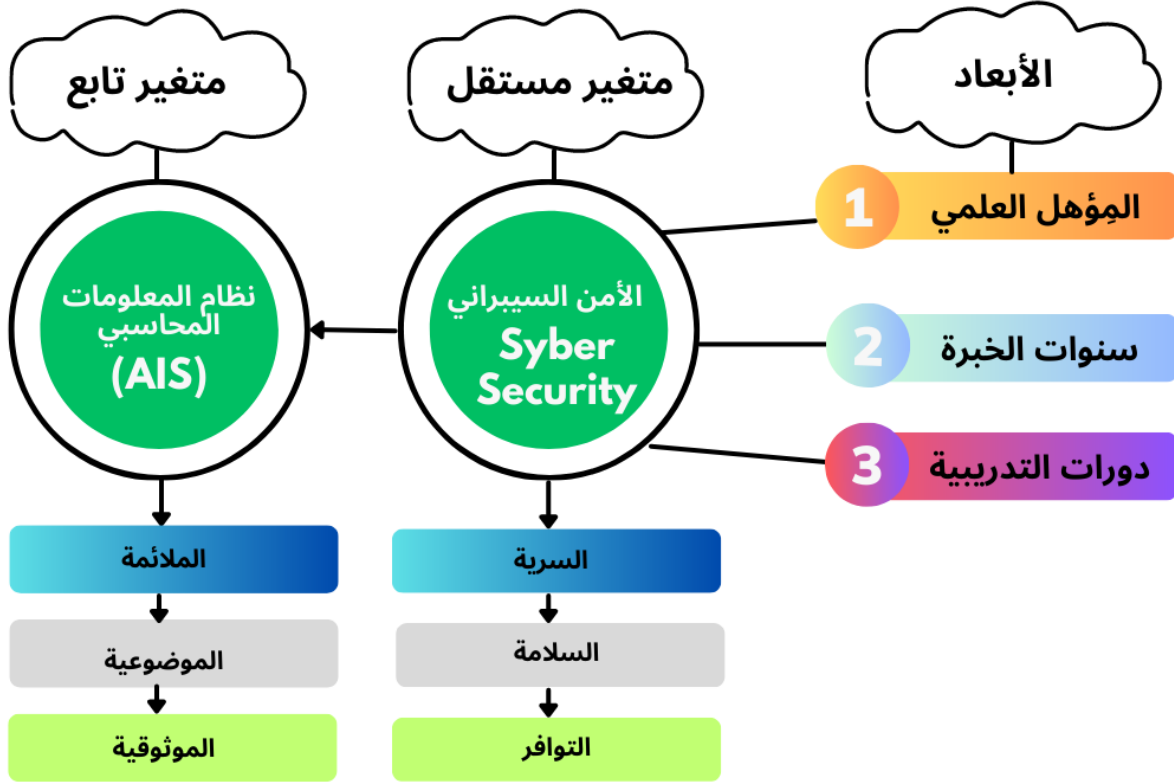 الأبعاد
متغير مستقل
متغير تابع
1
المِؤهل العلمي
2
سنوات الخبرة
3
دورات التدريبية
الأمن السيبراني
Syber
Security
نظام المعلومات
المحاسبي
(AIS)
السرية
السلامة
التوافر
الملائمة
الموضوعية
الموثوقية